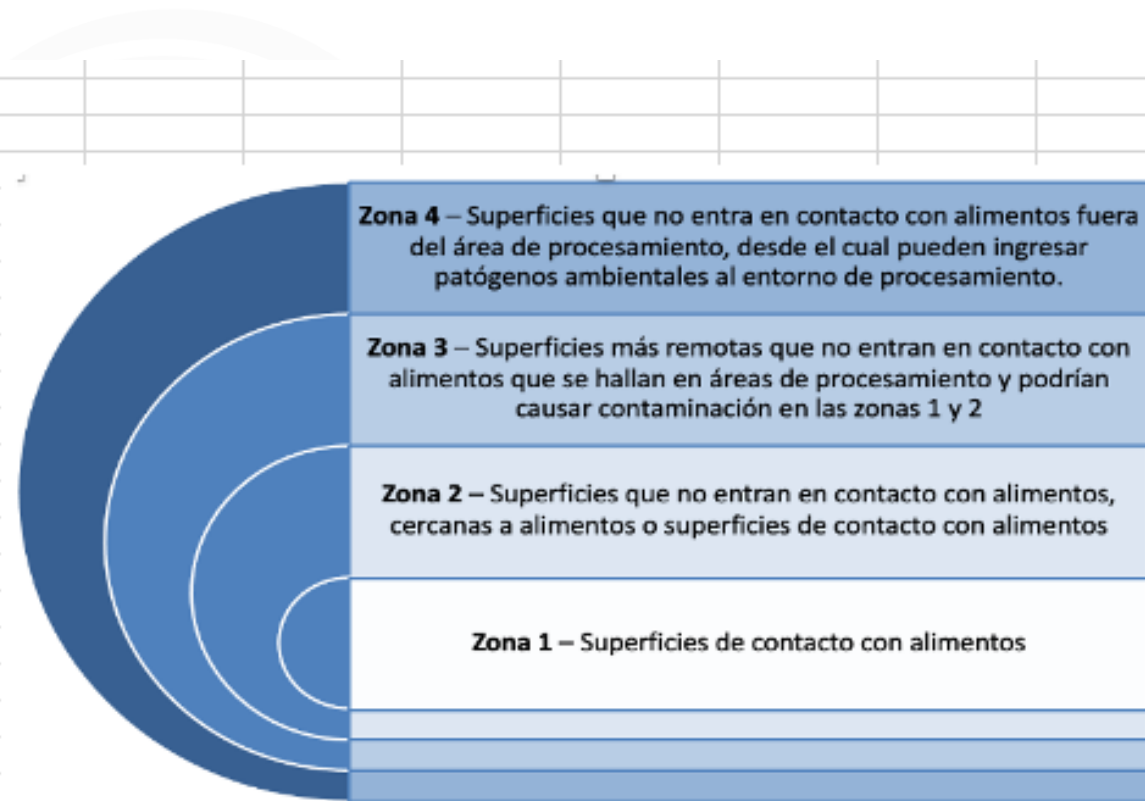 Zona 4 – Superficies que no entra en contacto con alimentos fuera
del área de procesamiento, desde el cual pueden ingresar
patógenos ambientales al entorno de procesamiento.
Zona 3 – Superficies más remotas que no entran en contacto con
alimentos que se hallan en áreas de procesamiento y podrían
causar contaminación en las zonas 1 y 2
Zona 2 – Superficies que no entran en contacto con alimentos,
cercanas a alimentos o superficies de contacto con alimentos
Zona 1 – Superficies de contacto con alimentos